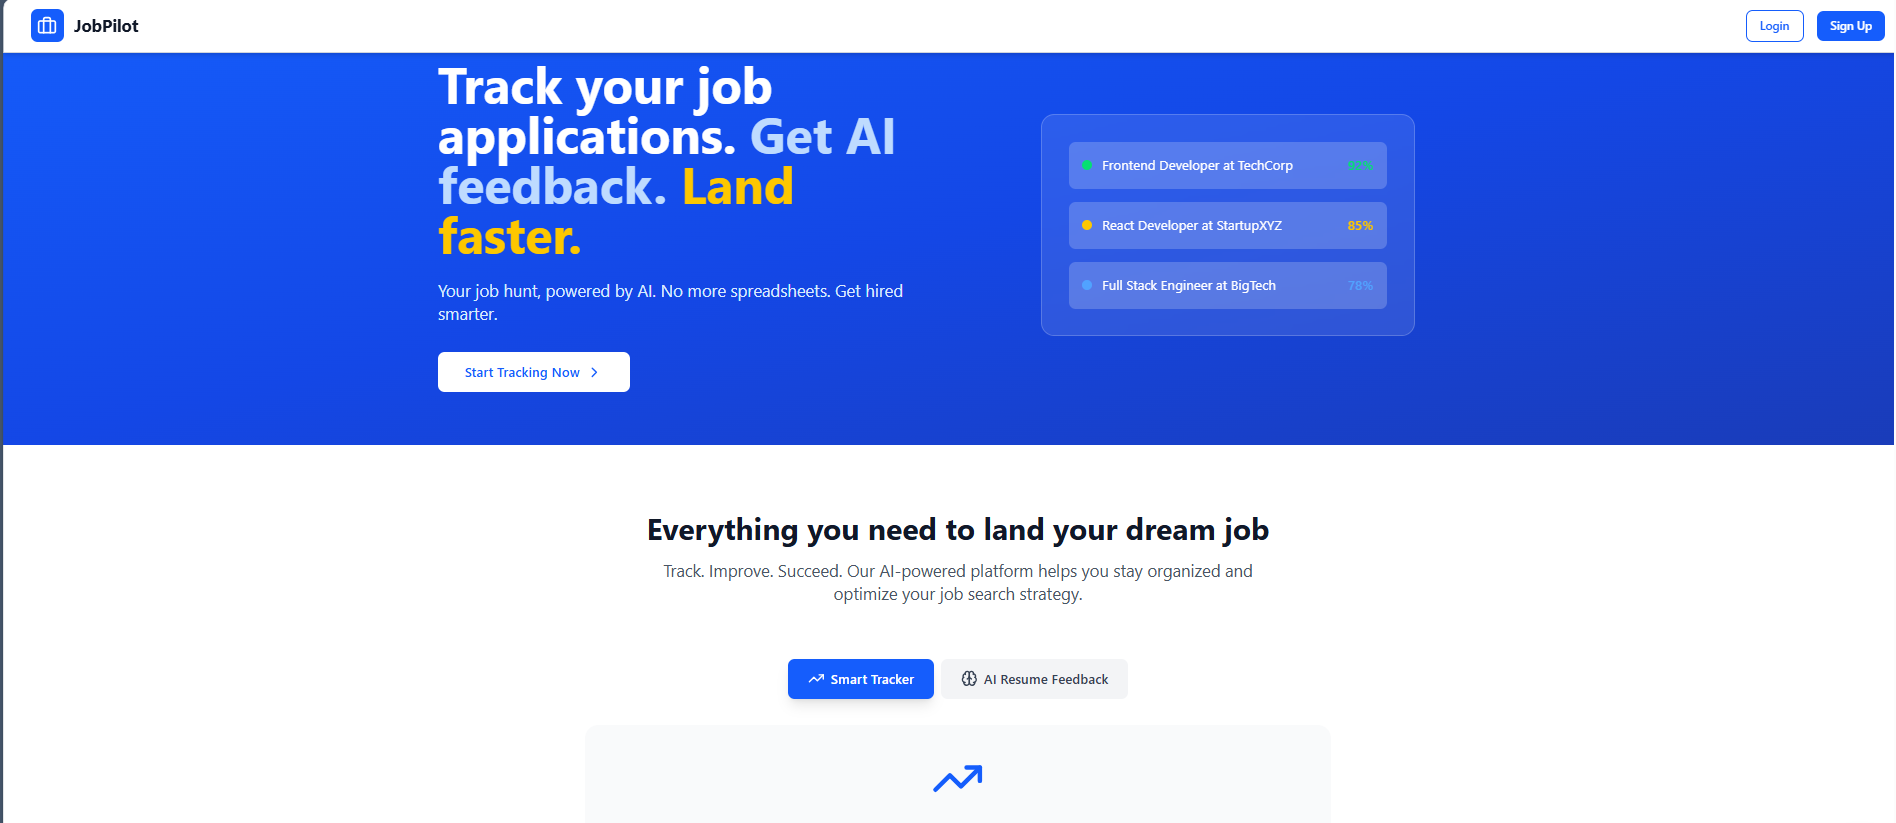 JobPilot
Login
Sign Up
Track your job
applications. Get AI
feedback. Land
faster.
Your job hunt, powered by AI. No more spreadsheets. Get hired
smarter.
Start Tracking Now
Frontend Developer at TechCorp 92%
React Developer at StartupXYZ 85%
Full Stack Engineer at BigTech 78%
Everything you need to land your dream job
Track. Improve. Succeed. Our AI-powered platform helps you stay organized and
optimize your job search strategy.
Smart Tracker
AI Resume Feedback